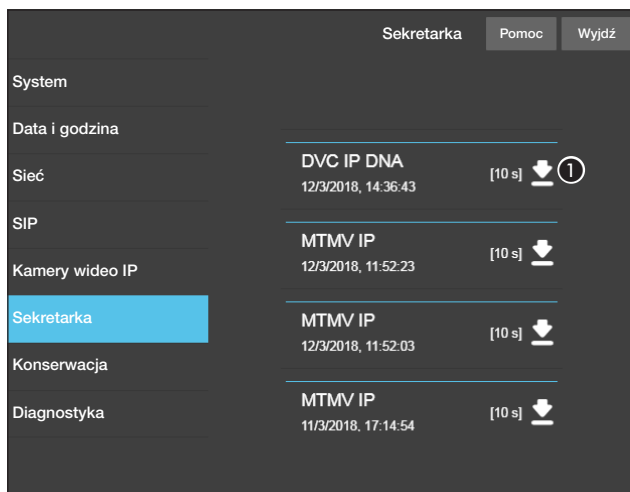 Sekretarka
Pomoc
Wyjdź
System
Data i godzina
Sieć
SIP
Kamery wideo IP
Sekretarka
Konserwacja
Diagnostyka
DVC IP DNA
12/3/2018, 14:36:43
[10 s]
❶
MTMV IP
12/3/2018, 11:52:23
[10 s]
MTMV IP
12/3/2018, 11:52:03
[10 s]
MTMV IP
11/3/2018, 17:14:54
[10 s]